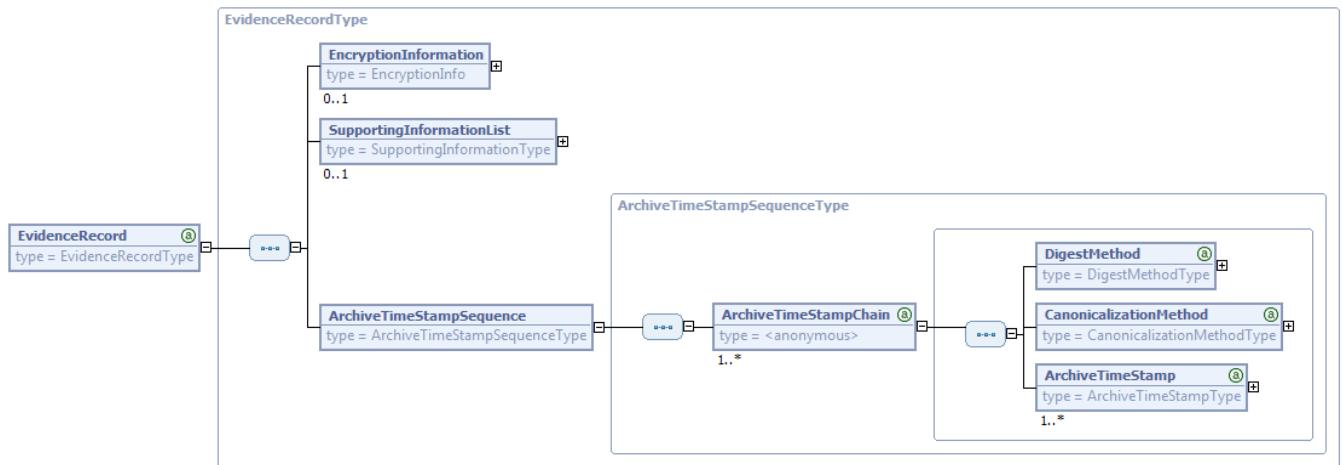 EvidenceRecordType
EncryptionInformation
type = EncryptionInfo
0..1
SupportingInformationList
type = SupportingInformationType
0..1
ArchiveTimeStampSequenceType
EvidenceRecord a
type = EvidenceRecordType
DigestMethod a
type = DigestMethodType
ArchiveTimeStampSequence
type = ArchiveTimeStampSequenceType
ArchiveTimeStampChain a
type = <anonymous>
1..*
CanonicalizationMethod a
type = CanonicalizationMethodType
ArchiveTimeStamp a
type = ArchiveTimeStampType
1..*